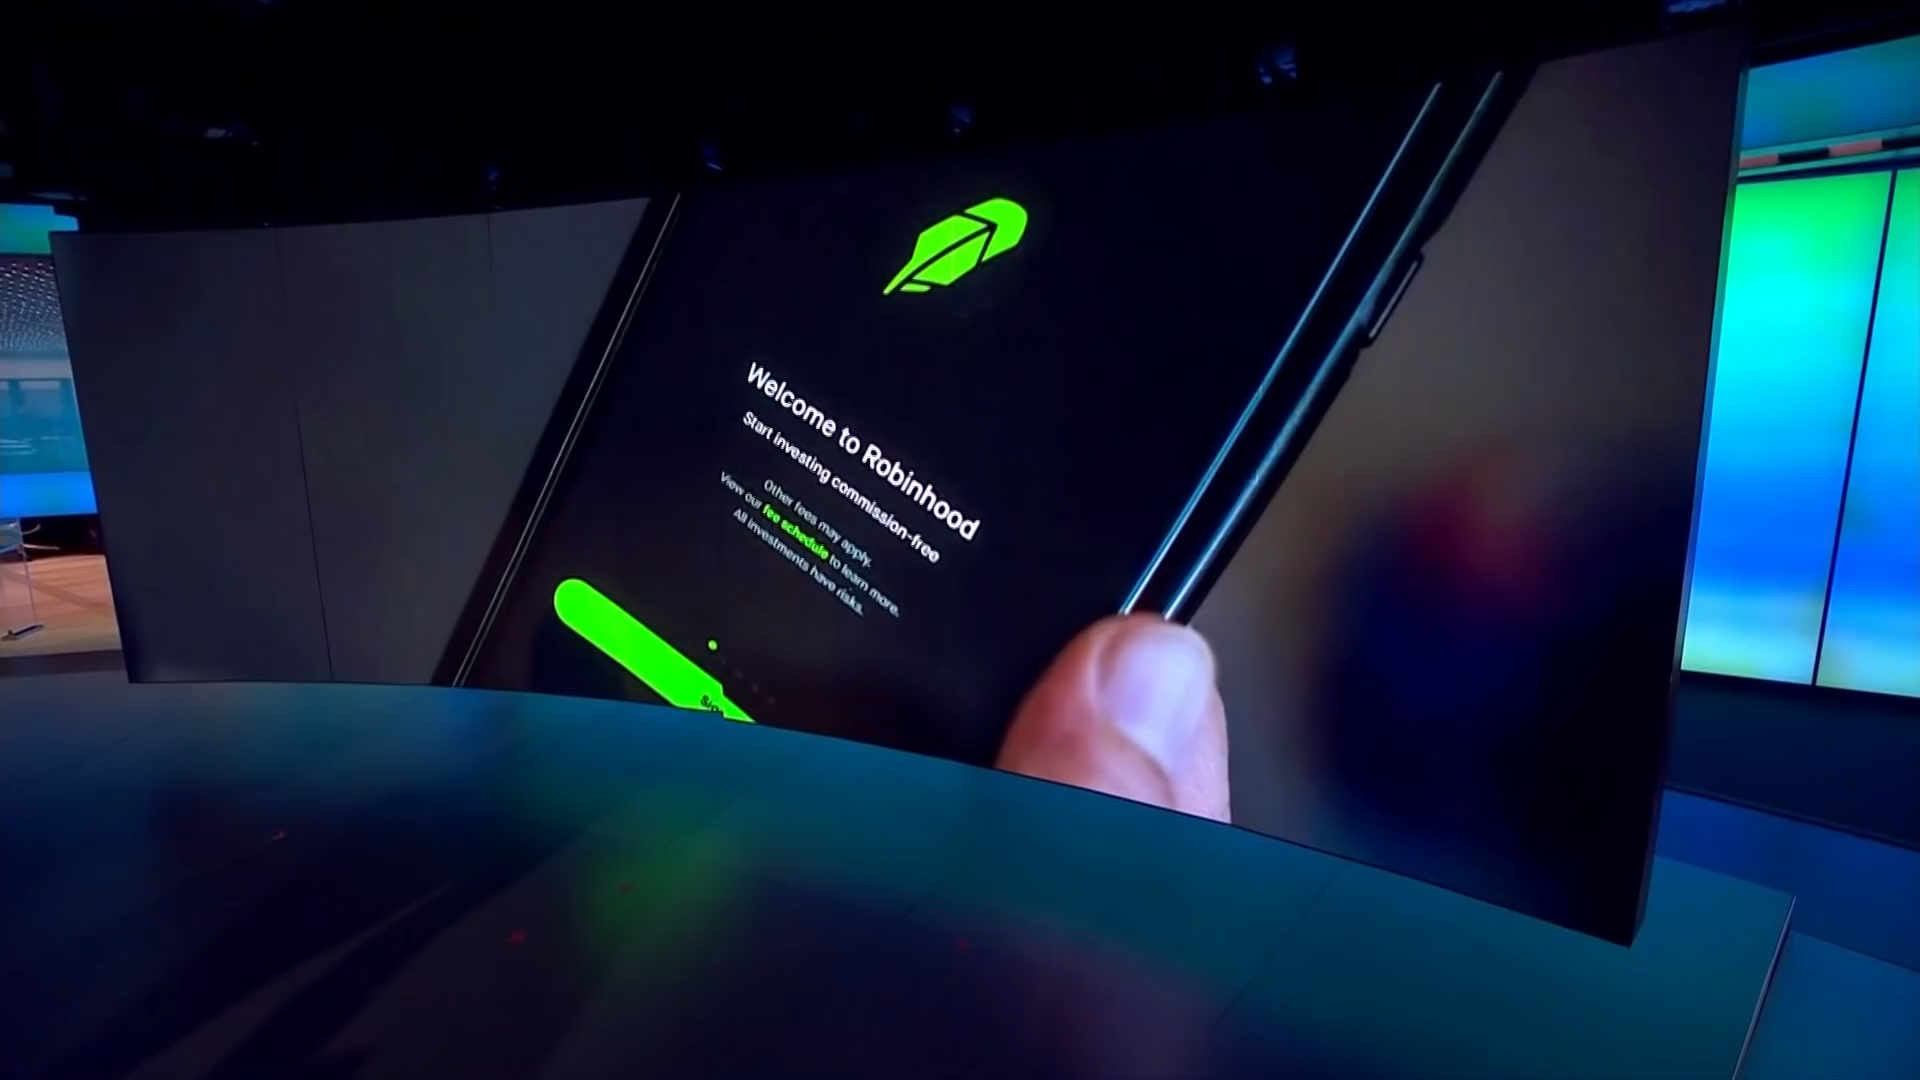 Welcome to Robinhood
Start investing commission-free
Other fees may apply.
View our fee schedule to learn more.
All investments have risks.